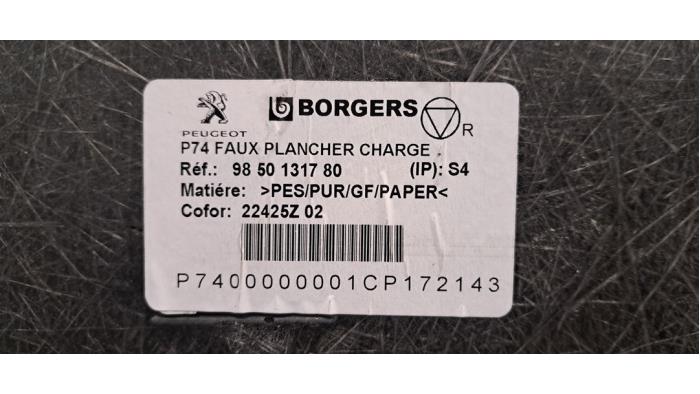 PEUGEOT
BORGERS
R
P74 FAUX PLANCHER CHARGE
Réf.: 98 50 1317 80 (IP): S4
Matiére: >PES/PUR/GF/PAPER<
Cofor: 22425Z 02
P7400000001CP172143